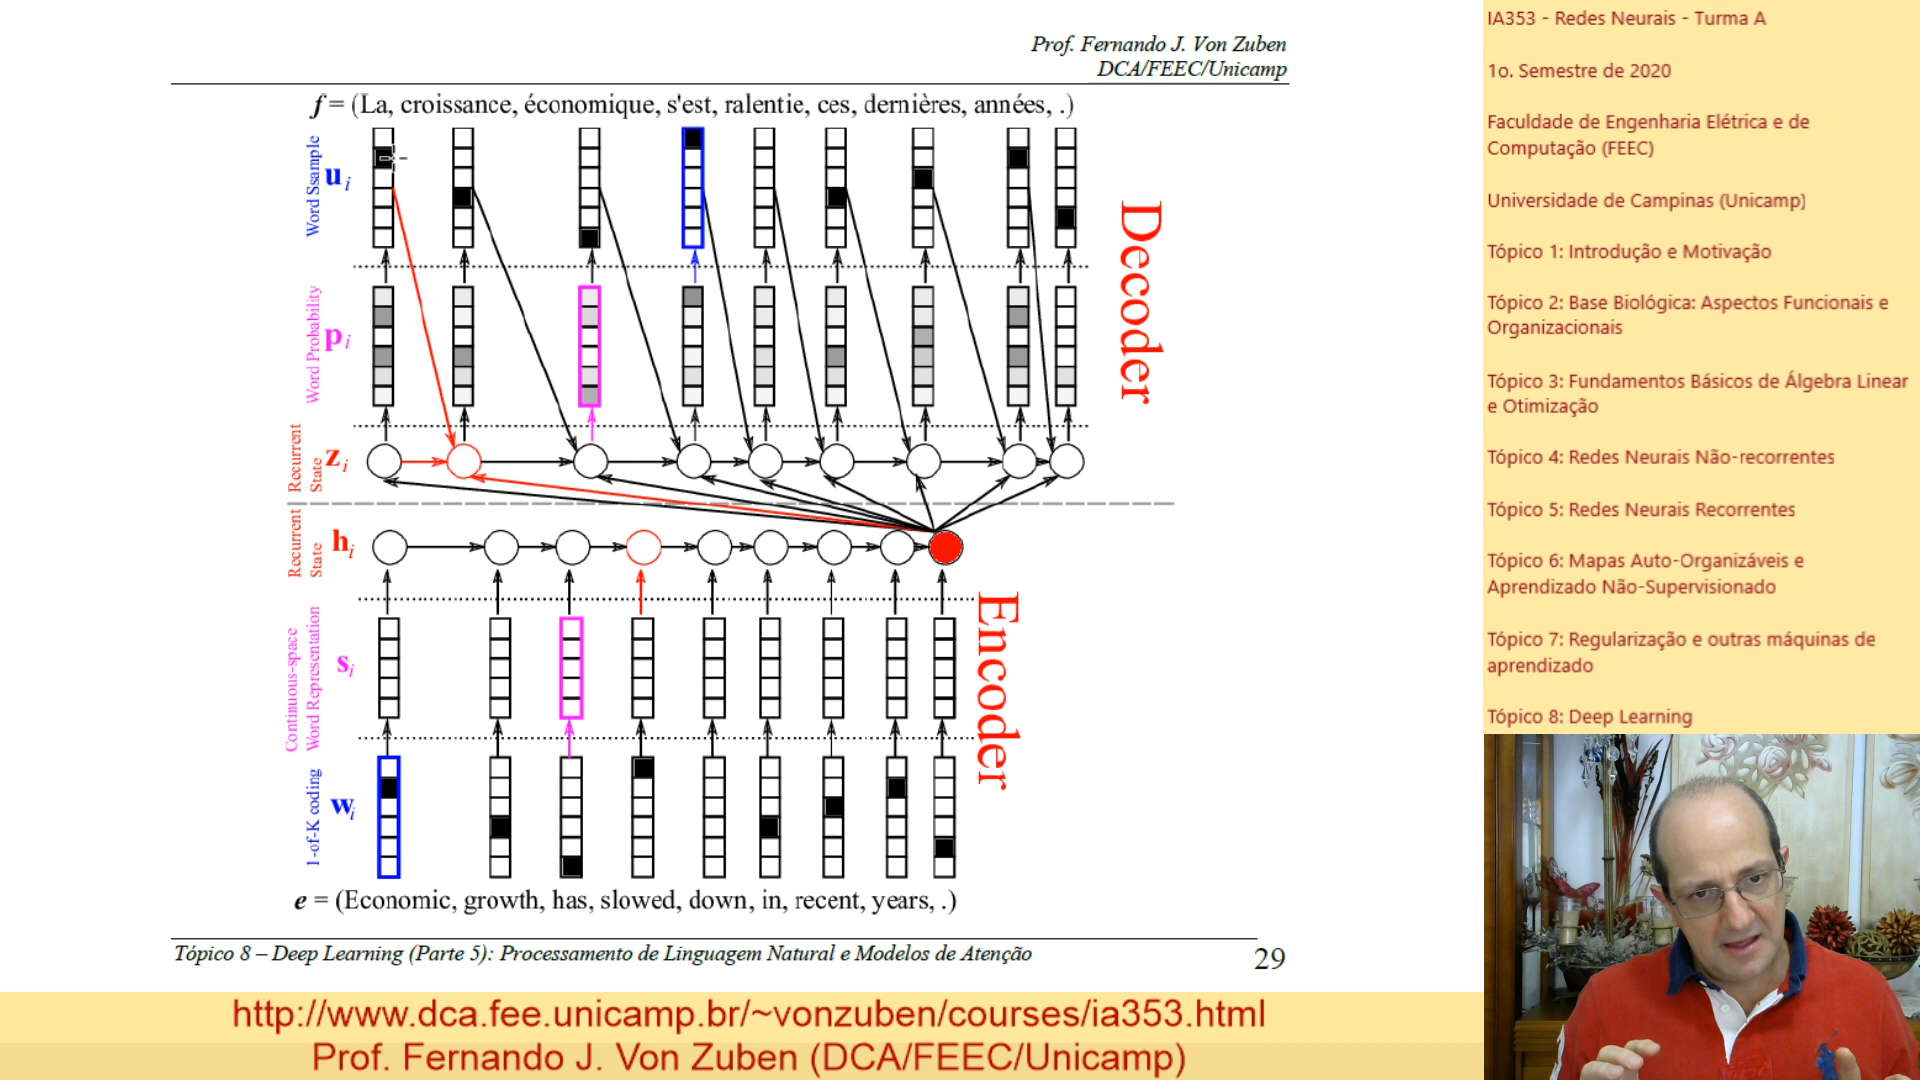 Prof. Fernando J. Von Zuben
DCA/FEEC/Unicamp
f = (La, croissance, économique, s'est, ralentie, ces, dernières, années, .)
Word Ssample
u i
Word Probability
p i
Recurrent
State
z i
Decoder
Recurrent
State
h i
Continuous-space
Word Representation
s i
Encoder
1-of-K coding
w i
e = (Economic, growth, has, slowed, down, in, recent, years, .)
Tópico 8 – Deep Learning (Parte 5): Processamento de Linguagem Natural e Modelos de Atenção
29
http://www.dca.fee.unicamp.br/~vonzuben/courses/ia353.html
Prof. Fernando J. Von Zuben (DCA/FEEC/Unicamp)
IA353 - Redes Neurais - Turma A
1o. Semestre de 2020
Faculdade de Engenharia Elétrica e de
Computação (FEEC)
Universidade de Campinas (Unicamp)
Tópico 1: Introdução e Motivação
Tópico 2: Base Biológica: Aspectos Funcionais e
Organizacionais
Tópico 3: Fundamentos Básicos de Álgebra Linear
e Otimização
Tópico 4: Redes Neurais Não-recorrentes
Tópico 5: Redes Neurais Recorrentes
Tópico 6: Mapas Auto-Organizáveis e
Aprendizado Não-Supervisionado
Tópico 7: Regularização e outras máquinas de
aprendizado
Tópico 8: Deep Learning